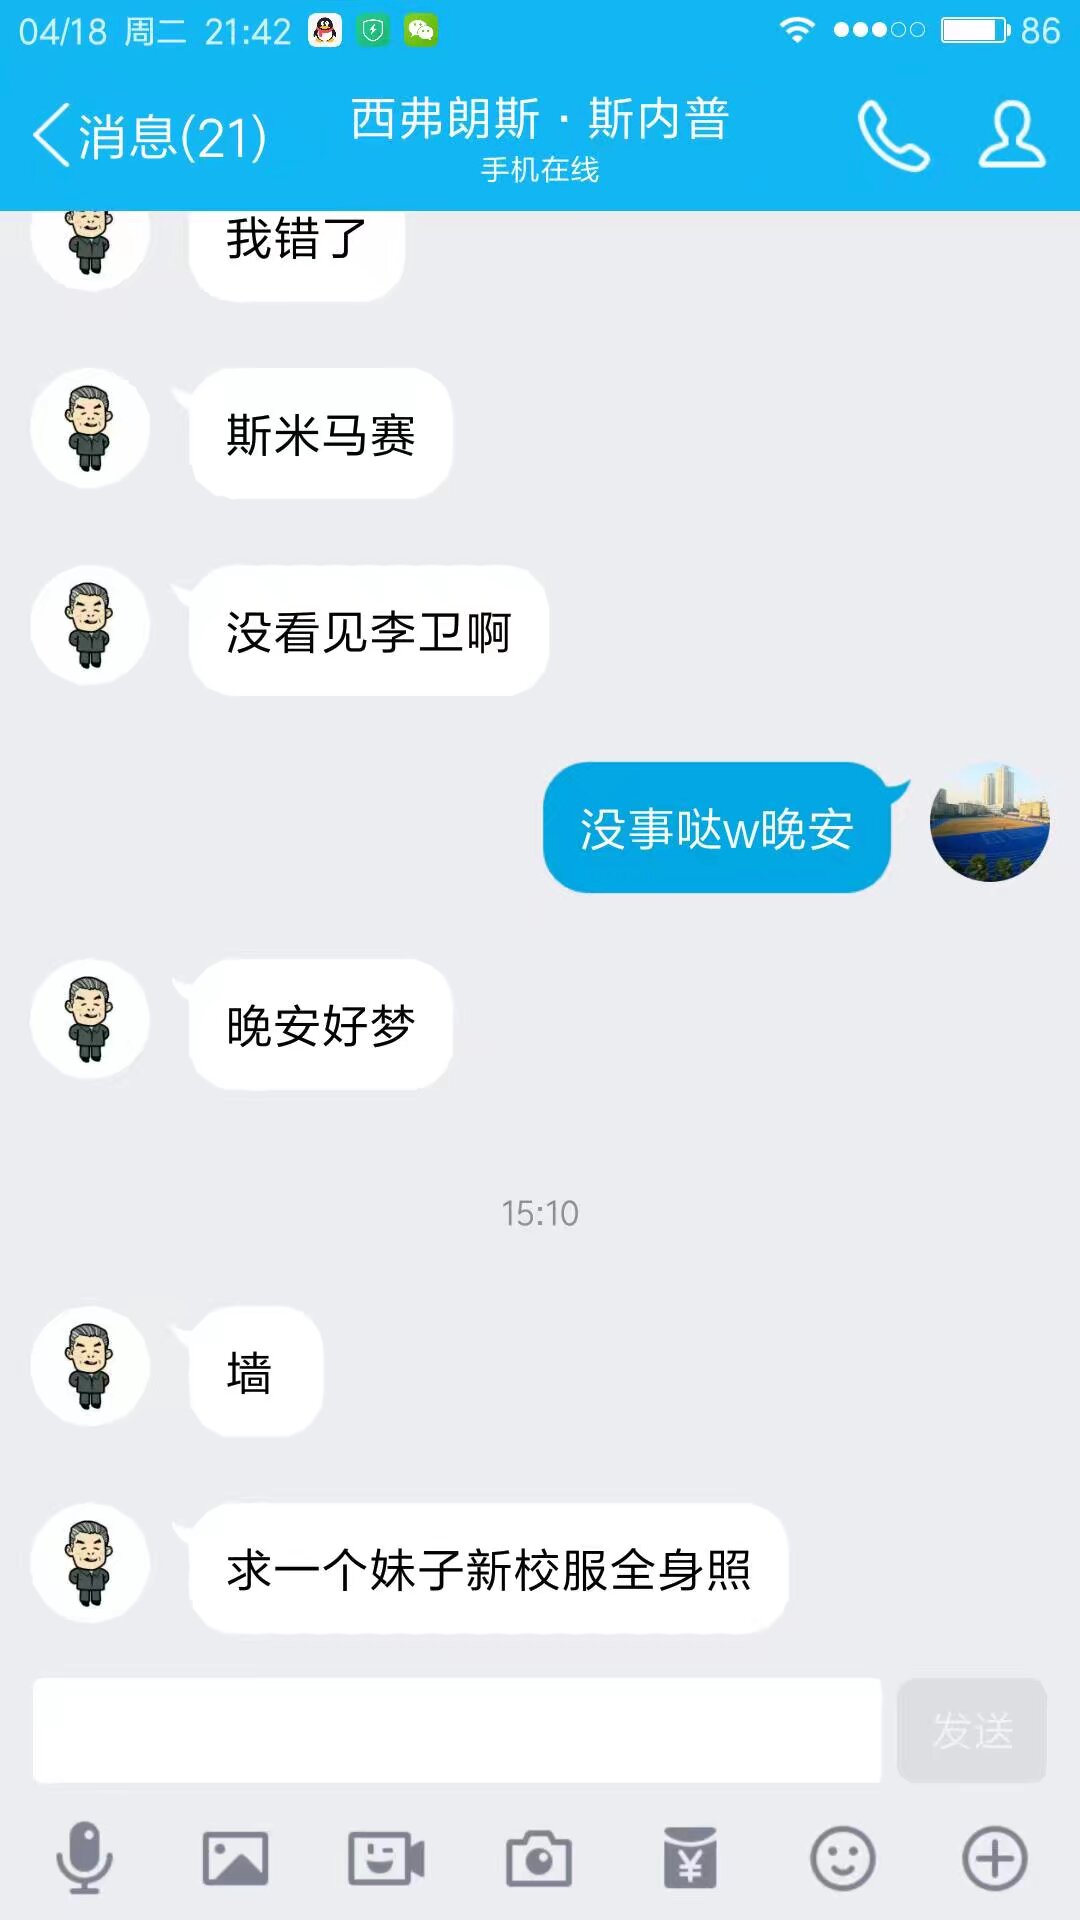 04/18 周二 21:42 86
消息(21)
西弗朗斯·斯内普
手机在线
我错了
斯米马赛
没看见李卫啊
没事哒w晚安
晚安好梦
15:10
墙
求一个妹子新校服全身照
发送